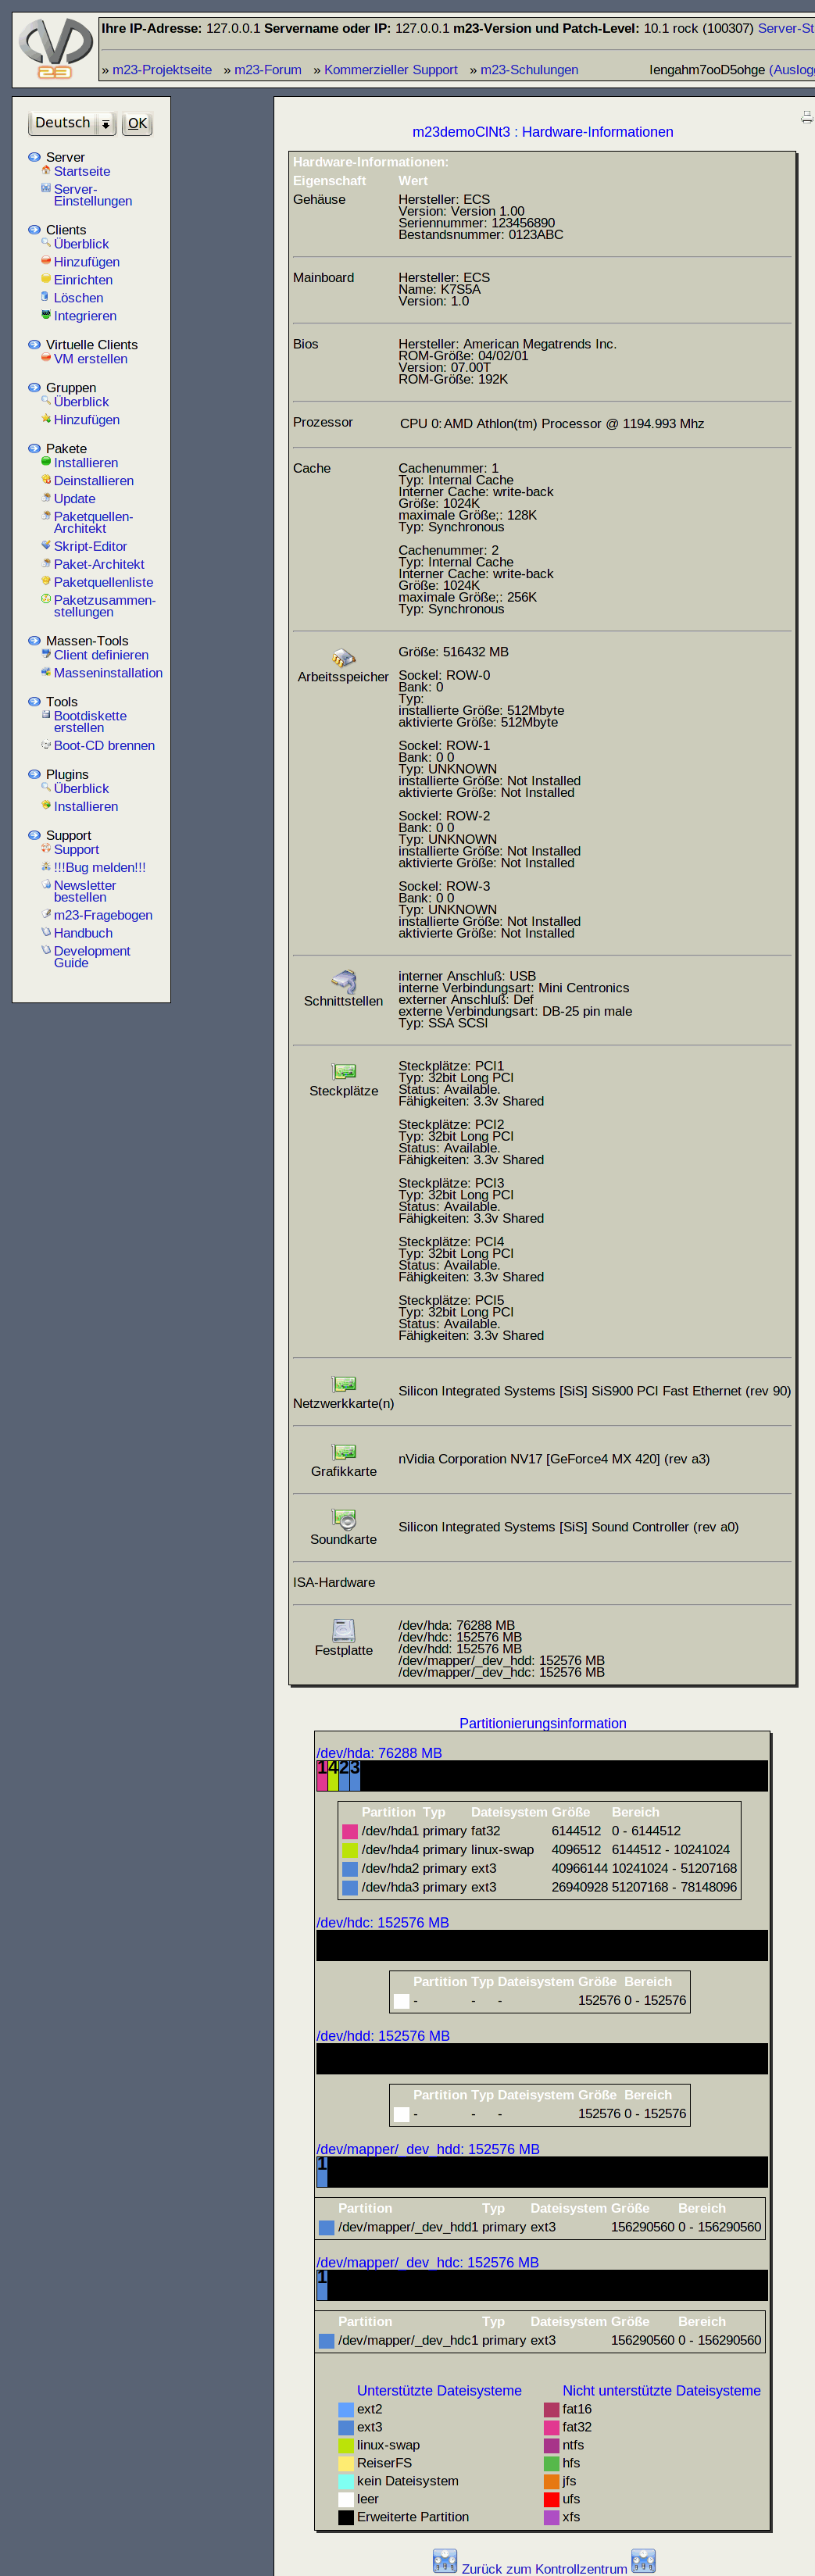 Ihre IP-Adresse: 127.0.0.1 Servername oder IP: 127.0.0.1 m23-Version und Patch-Level: 10.1 rock (100307) Server-St
» m23-Projektseite » m23-Forum » Kommerzieller Support » m23-Schulungen Iengahm7ooD5ohge (Auslogg
23
Deutsch OK
Server
Startseite
Server-
Einstellungen
Clients
Überblick
Hinzufügen
Einrichten
Löschen
Integrieren
Virtuelle Clients
VM erstellen
Gruppen
Überblick
Hinzufügen
Pakete
Installieren
Deinstallieren
Update
Paketquellen-
Architekt
Skript-Editor
Paket-Architekt
Paketquellenliste
Paketzusammen-
stellungen
Massen-Tools
Client definieren
Masseninstallation
Tools
Bootdiskette
erstellen
Boot-CD brennen
Plugins
Überblick
Installieren
Support
Support
!!!Bug melden!!!
Newsletter
bestellen
m23-Fragebogen
Handbuch
Development
Guide
m23demoClNt3 : Hardware-Informationen
Hardware-Informationen:
Eigenschaft Wert
Gehäuse Hersteller: ECS
Version: Version 1.00
Seriennummer: 123456890
Bestandsnummer: 0123ABC
Mainboard Hersteller: ECS
Name: K7S5A
Version: 1.0
Bios Hersteller: American Megatrends Inc.
ROM-Größe: 04/02/01
Version: 07.00T
ROM-Größe: 192K
Prozessor CPU 0: AMD Athlon(tm) Processor @ 1194.993 Mhz
Cache Cachenummer: 1
Typ: Internal Cache
Interner Cache: write-back
Größe: 1024K
maximale Größe;: 128K
Typ: Synchronous
Cachenummer: 2
Typ: Internal Cache
Interner Cache: write-back
Größe: 1024K
maximale Größe;: 256K
Typ: Synchronous
Arbeitsspeicher
Größe: 516432 MB
Sockel: ROW-0
Bank: 0
Typ:
installierte Größe: 512Mbyte
aktivierte Größe: 512Mbyte
Sockel: ROW-1
Bank: 0 0
Typ: UNKNOWN
installierte Größe: Not Installed
aktivierte Größe: Not Installed
Sockel: ROW-2
Bank: 0 0
Typ: UNKNOWN
installierte Größe: Not Installed
aktivierte Größe: Not Installed
Sockel: ROW-3
Bank: 0 0
Typ: UNKNOWN
installierte Größe: Not Installed
aktivierte Größe: Not Installed
Schnittstellen
interner Anschluß: USB
interne Verbindungsart: Mini Centronics
externer Anschluß: Def
externe Verbindungsart: DB-25 pin male
Typ: SSA SCSI
Steckplätze
Steckplätze: PCI1
Typ: 32bit Long PCI
Status: Available.
Fähigkeiten: 3.3v Shared
Steckplätze: PCI2
Typ: 32bit Long PCI
Status: Available.
Fähigkeiten: 3.3v Shared
Steckplätze: PCI3
Typ: 32bit Long PCI
Status: Available.
Fähigkeiten: 3.3v Shared
Steckplätze: PCI4
Typ: 32bit Long PCI
Status: Available.
Fähigkeiten: 3.3v Shared
Steckplätze: PCI5
Typ: 32bit Long PCI
Status: Available.
Fähigkeiten: 3.3v Shared
Netzwerkkarte(n) Silicon Integrated Systems [SiS] SiS900 PCI Fast Ethernet (rev 90)
Grafikkarte nVidia Corporation NV17 [GeForce4 MX 420] (rev a3)
Soundkarte Silicon Integrated Systems [SiS] Sound Controller (rev a0)
ISA-Hardware
Festplatte
/dev/hda: 76288 MB
/dev/hdc: 152576 MB
/dev/hdd: 152576 MB
/dev/mapper/_dev_hdd: 152576 MB
/dev/mapper/_dev_hdc: 152576 MB
Partitionierungsinformation
/dev/hda: 76288 MB
1 4 2 3
Partition Typ Dateisystem Größe Bereich
/dev/hda1 primary fat32 6144512 0 - 6144512
/dev/hda4 primary linux-swap 4096512 6144512 - 10241024
/dev/hda2 primary ext3 40966144 10241024 - 51207168
/dev/hda3 primary ext3 26940928 51207168 - 78148096
/dev/hdc: 152576 MB
Partition Typ Dateisystem Größe Bereich
- - - 152576 0 - 152576
/dev/hdd: 152576 MB
Partition Typ Dateisystem Größe Bereich
- - - 152576 0 - 152576
/dev/mapper/_dev_hdd: 152576 MB
1
Partition Typ Dateisystem Größe Bereich
/dev/mapper/_dev_hdd1 primary ext3 156290560 0 - 156290560
/dev/mapper/_dev_hdc: 152576 MB
1
Partition Typ Dateisystem Größe Bereich
/dev/mapper/_dev_hdc1 primary ext3 156290560 0 - 156290560
Unterstützte Dateisysteme Nicht unterstützte Dateisysteme
ext2 fat16
ext3 fat32
linux-swap ntfs
ReiserFS hfs
kein Dateisystem jfs
leer ufs
Erweiterte Partition xfs
Zurück zum Kontrollzentrum